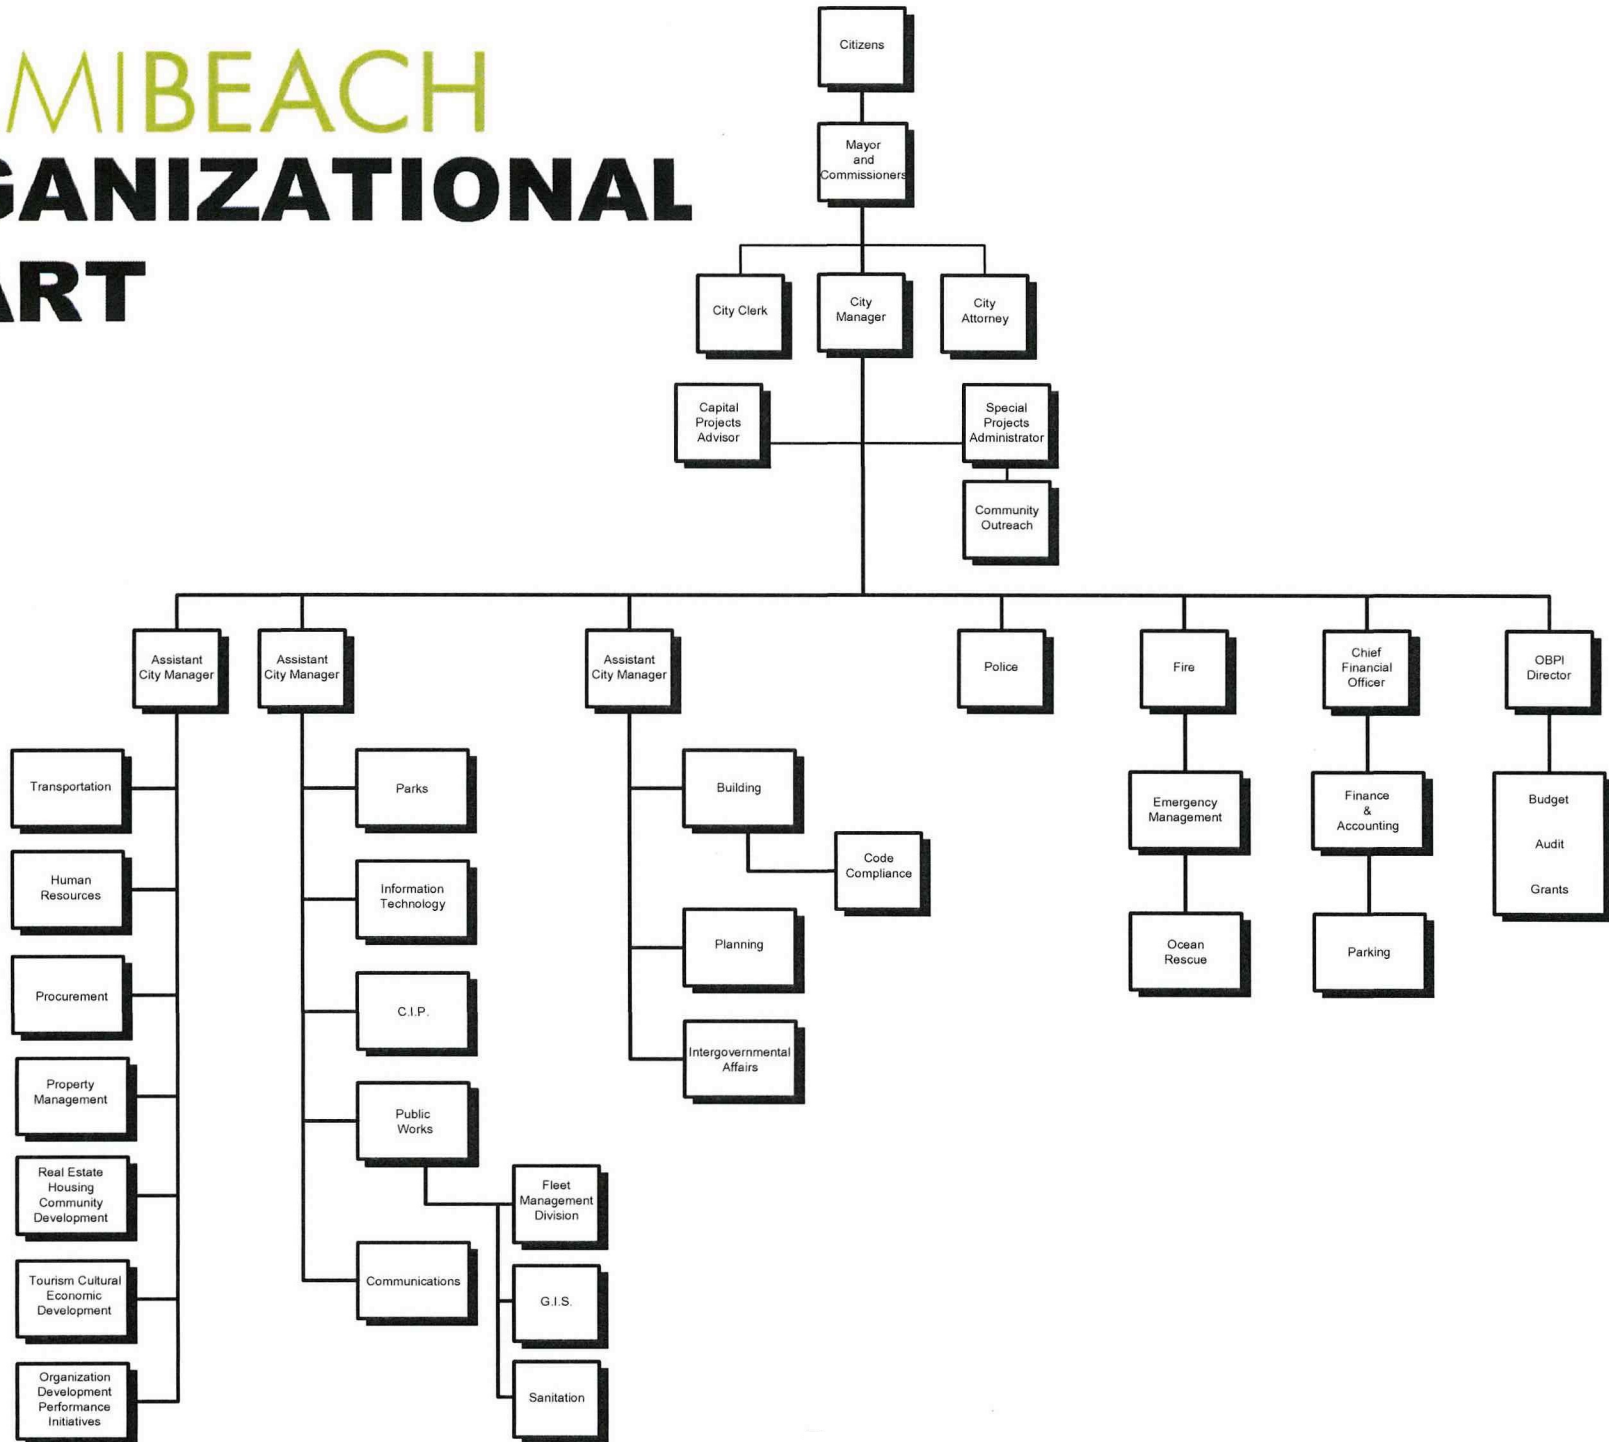 MIBEACH
GANIZATIONAL
ART
Citizens
Mayor
and
Commissioners
City Clerk
City
Manager
City
Attorney
Capital
Projects
Advisor
Special
Projects
Administrator
Community
Outreach
Assistant
City Manager
Assistant
City Manager
Assistant
City Manager
Police
Fire
Chief
Financial
Officer
OBPI
Director
Transportation
Human
Resources
Procurement
Property
Management
Real Estate
Housing
Community
Development
Tourism Cultural
Economic
Development
Organization
Development
Performance
Initiatives
Parks
Information
Technology
C.I.P.
Public
Works
Fleet
Management
Division
G.I.S.
Sanitation
Communications
Building
Code
Compliance
Planning
Intergovernmental
Affairs
Emergency
Management
Ocean
Rescue
Finance
&
Accounting
Parking
Budget
Audit
Grants